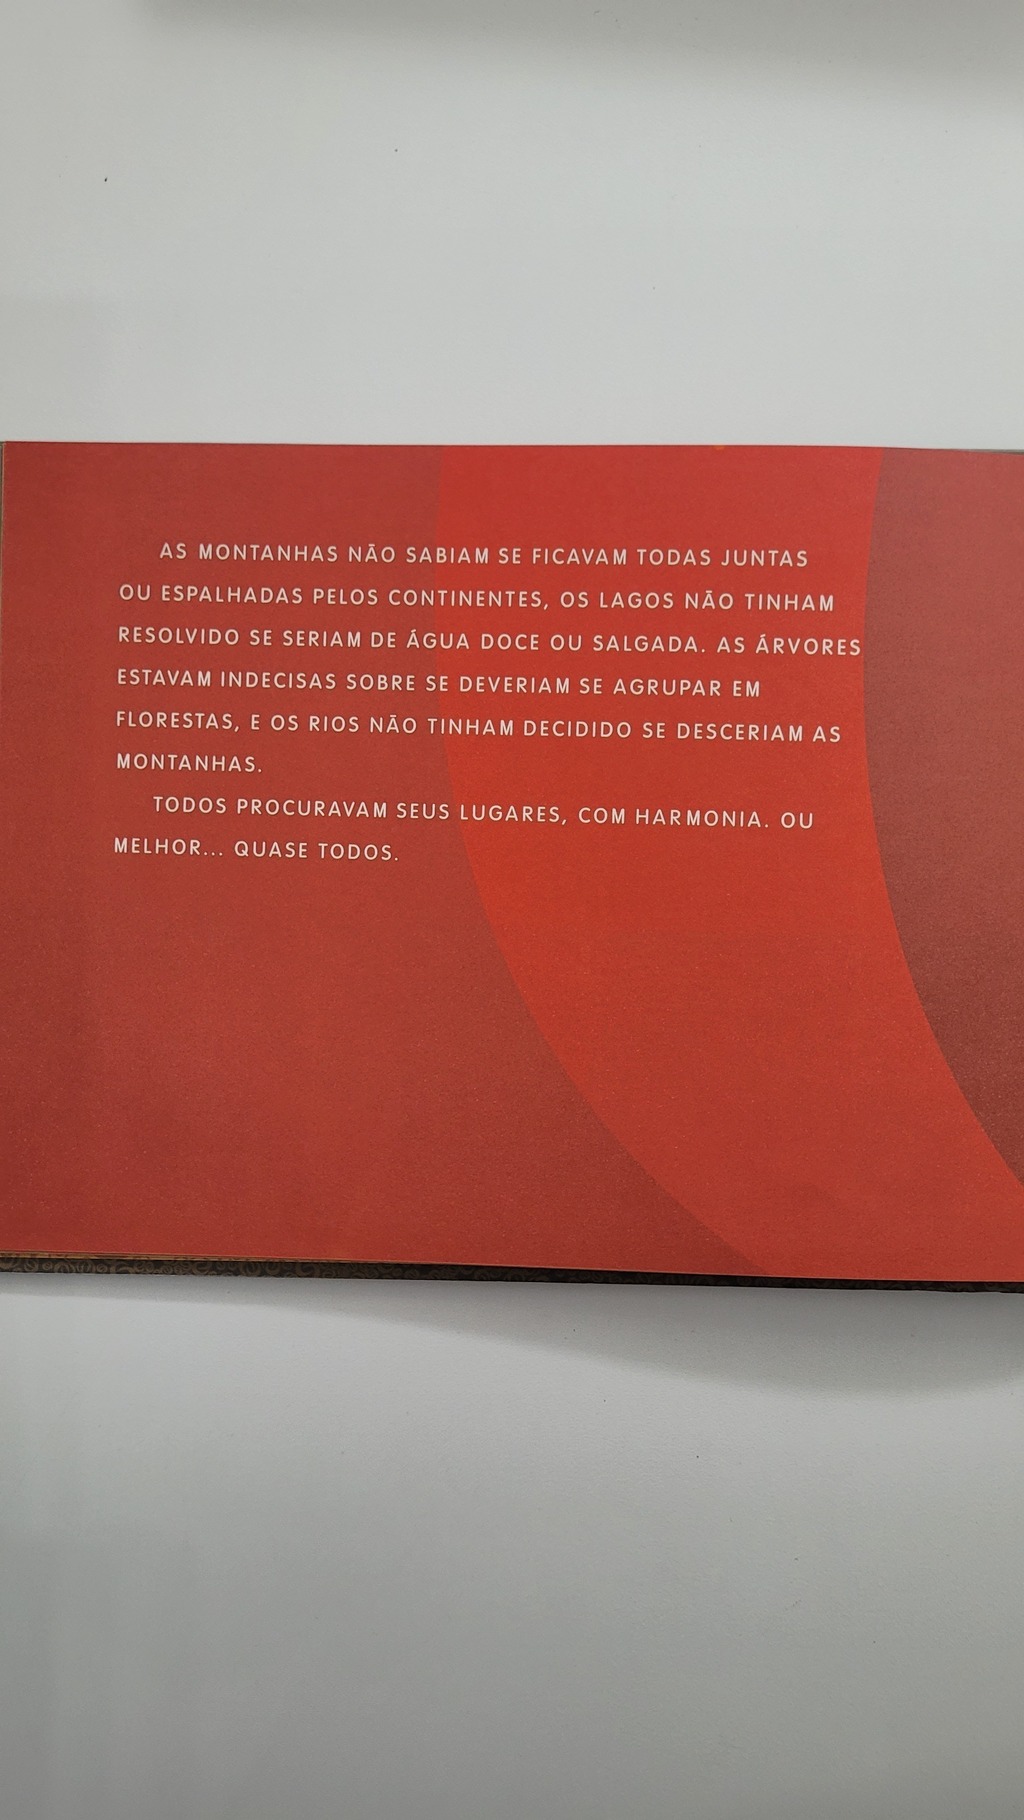 AS MONTANHAS NÃO SABIAM SE FICAVAM TODAS JUNTAS
OU ESPALHADAS PELOS CONTINENTES, OS LAGOS NÃO TINHAM
RESOLVIDO SE SERIAM DE ÁGUA DOCE OU SALGADA. AS ÁRVORES
ESTAVAM INDECISAS SOBRE SE DEVERIAM SE AGRUPAR EM
FLORESTAS, E OS RIOS NÃO TINHAM DECIDIDO SE DESCERIAM AS
MONTANHAS.
TODOS PROCURAVAM SEUS LUGARES, COM HARMONIA. OU
MELHOR... QUASE TODOS.